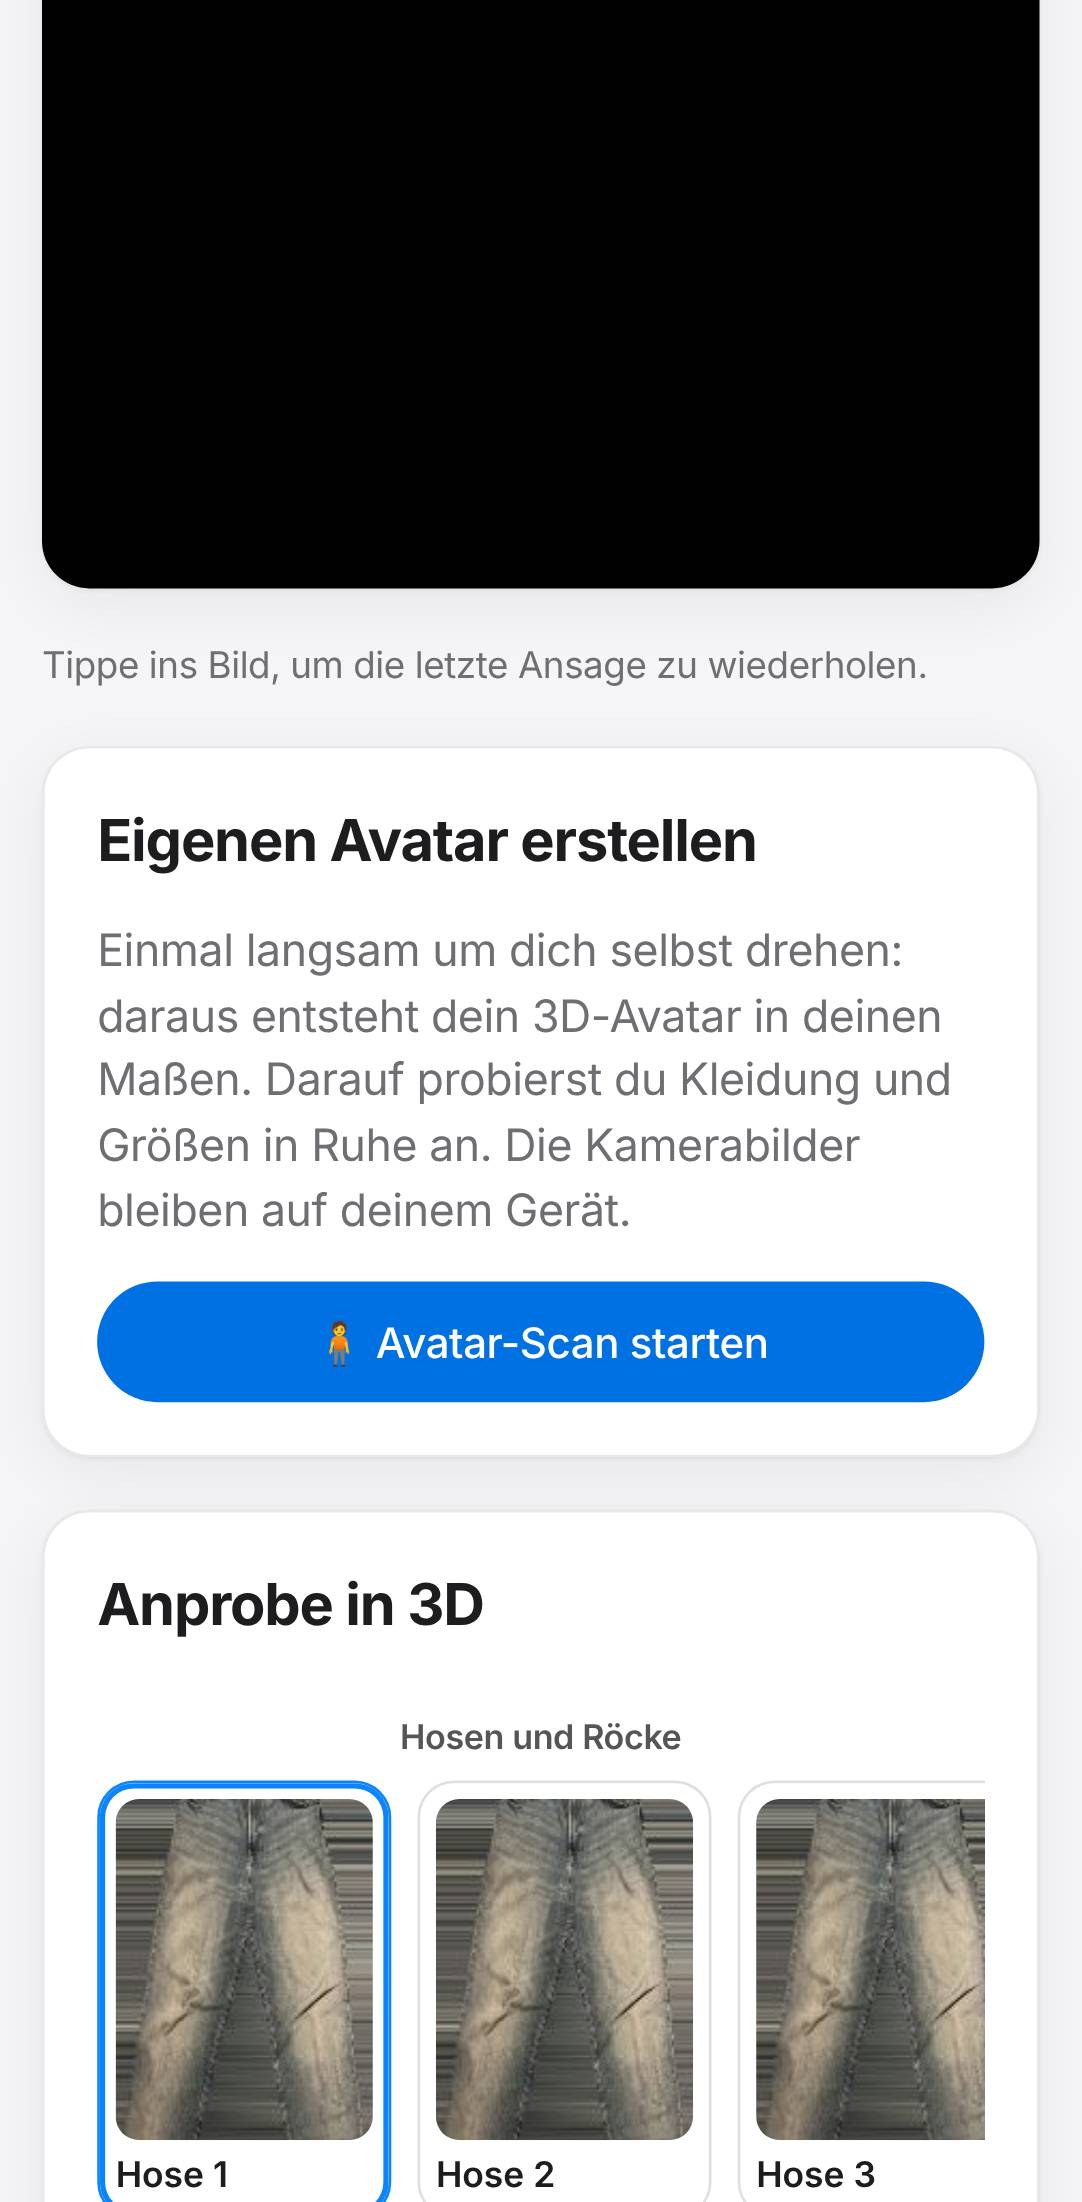 Tippe ins Bild, um die letzte Ansage zu wiederholen.
Eigenen Avatar erstellen
Einmal langsam um dich selbst drehen:
daraus entsteht dein 3D-Avatar in deinen
Maßen. Darauf probierst du Kleidung und
Größen in Ruhe an. Die Kamerabilder
bleiben auf deinem Gerät.
🧍 Avatar-Scan starten
Anprobe in 3D
Hosen und Röcke
Hose 1
Hose 2
Hose 3